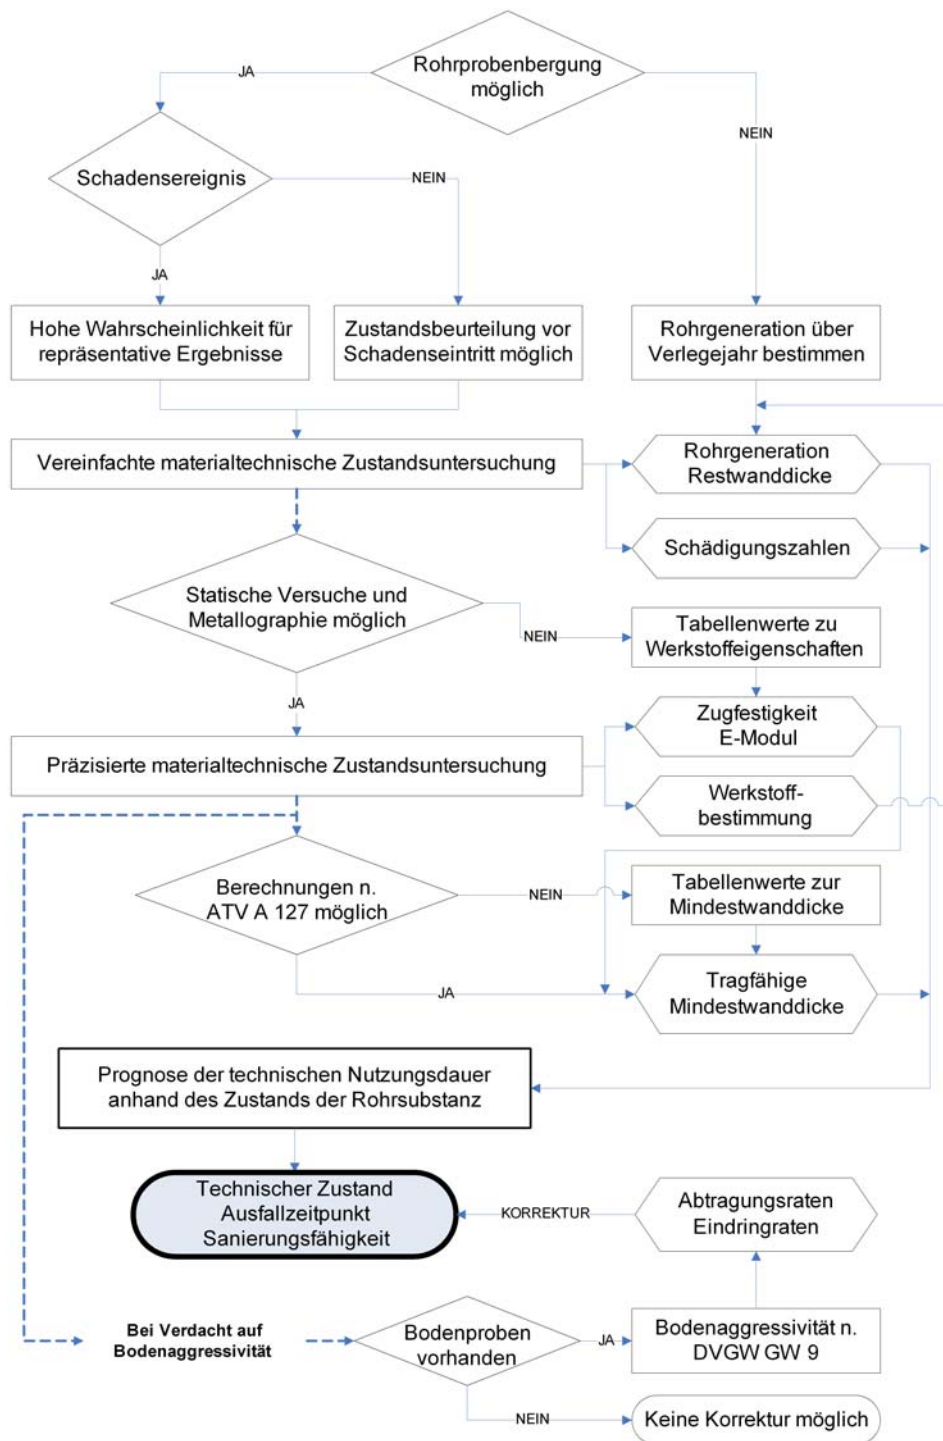 Rohrprobenbergung
möglich
JA
NEIN
Schadensereignis
NEIN
JA
Hohe Wahrscheinlichkeit für
repräsentative Ergebnisse
Zustandsbeurteilung vor
Schadenseintritt möglich
Rohrgeneration über
Verlegejahr bestimmen
Vereinfachte materialtechnische Zustandsuntersuchung
Rohrgeneration
Restwanddicke
Schädigungszahlen
Statische Versuche und
Metallographie möglich
NEIN
Tabellenwerte zu
Werkstoffeigenschaften
JA
Zugfestigkeit
E-Modul
Präzisierte materialtechnische Zustandsuntersuchung
Werkstoff-
bestimmung
Berechnungen n.
ATV A 127 möglich
NEIN
Tabellenwerte zur
Mindestwanddicke
JA
Tragfähige
Mindestwanddicke
Prognose der technischen Nutzungsdauer
anhand des Zustands der Rohrsubstanz
Technischer Zustand
Ausfallzeitpunkt
Sanierungsfähigkeit
KORREKTUR
Abtragungsraten
Eindringraten
Bei Verdacht auf
Bodenaggressivität
Bodenproben
vorhanden
JA
Bodenaggressivität n.
DVGW GW 9
NEIN
Keine Korrektur möglich